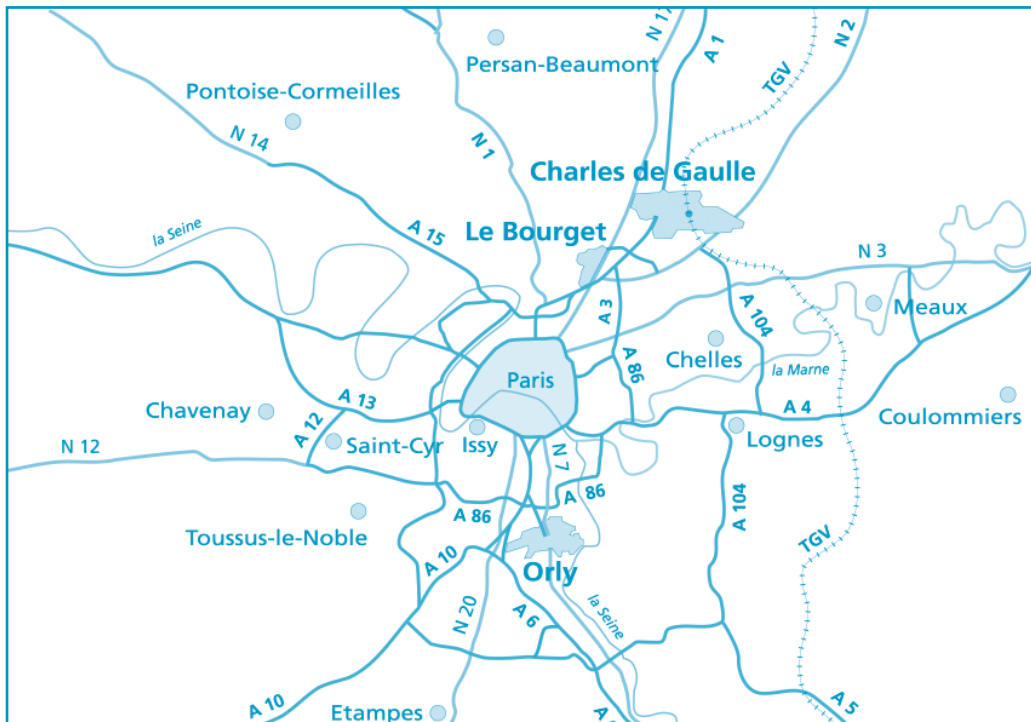 N 17
A 1
N 2
Persan-Beaumont
TGV
Pontoise-Cormeilles
N 14
N 1
Charles de Gaulle
la Seine
A 15
Le Bourget
N 3
A 3
A 104
Meaux
A 86
Chelles
la Marne
Paris
A 13
Chavenay
A 4
Coulommiers
A 12
N 12
Saint-Cyr
Issy
Lognes
N 7
A 86
A 86
A 104
Toussus-le-Noble
TGV
A 10
Orly
N 20
A 6
la Seine
A 10
Etampes
A 5